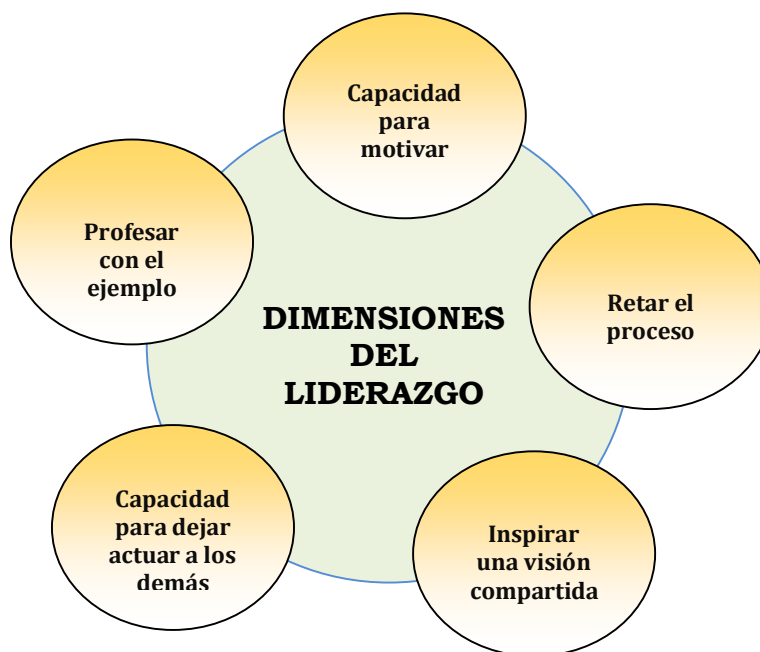 Capacidad
para
motivar
Profesar
con el
ejemplo
Retar el
proceso
DIMENSIONES
DEL
LIDERAZGO
Capacidad
para dejar
actuar a los
demás
Inspirar
una visión
compartida